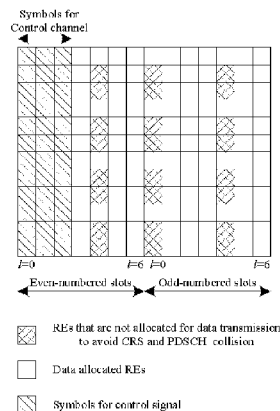 Symbols for
Control channel
l=0
l=6
l=0
l=6
Even-numbered slots
Odd-numbered slots
REs that are not allocated for data transmission
to avoid CRS and PDSCH collision
Data allocated REs
Symbols for control signal